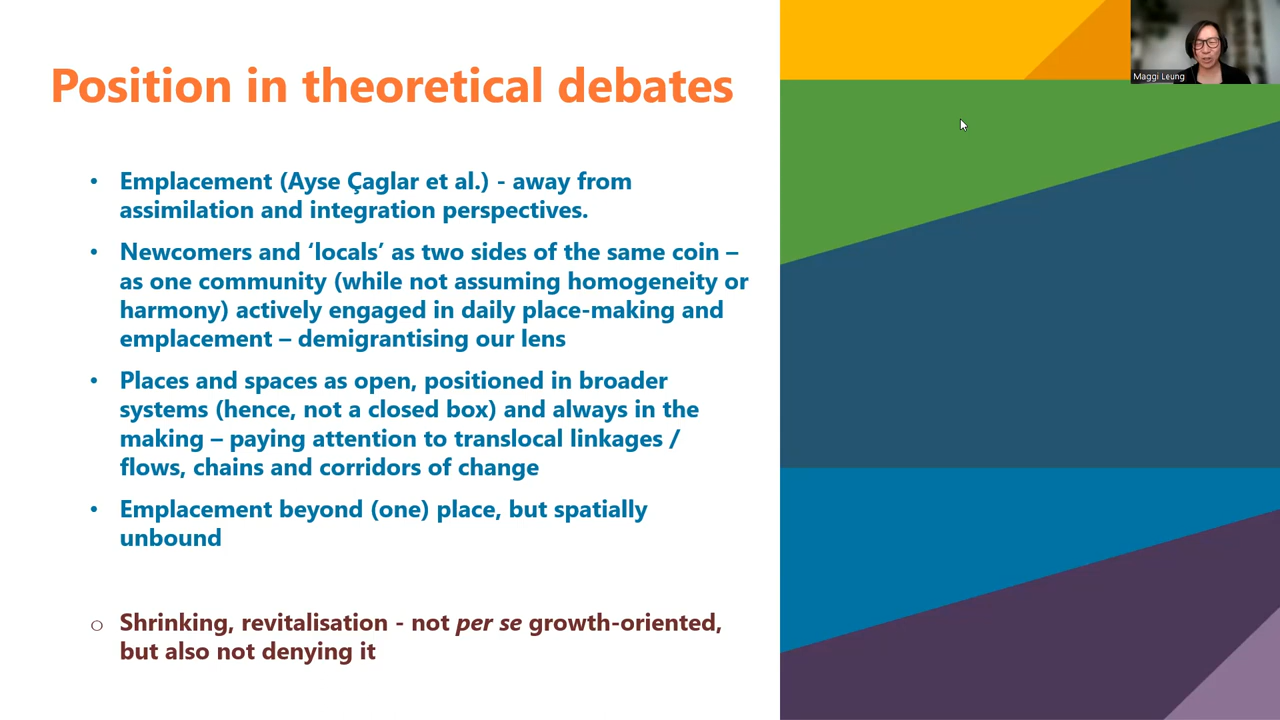 Position in theoretical debates
Maggi Leung
• Emplacement (Ayse Çaglar et al.) - away from
assimilation and integration perspectives.
• Newcomers and ‘locals’ as two sides of the same coin –
as one community (while not assuming homogeneity or
harmony) actively engaged in daily place-making and
emplacement – demigrantising our lens
• Places and spaces as open, positioned in broader
systems (hence, not a closed box) and always in the
making – paying attention to translocal linkages /
flows, chains and corridors of change
• Emplacement beyond (one) place, but spatially
unbound
○ Shrinking, revitalisation - not per se growth-oriented,
but also not denying it